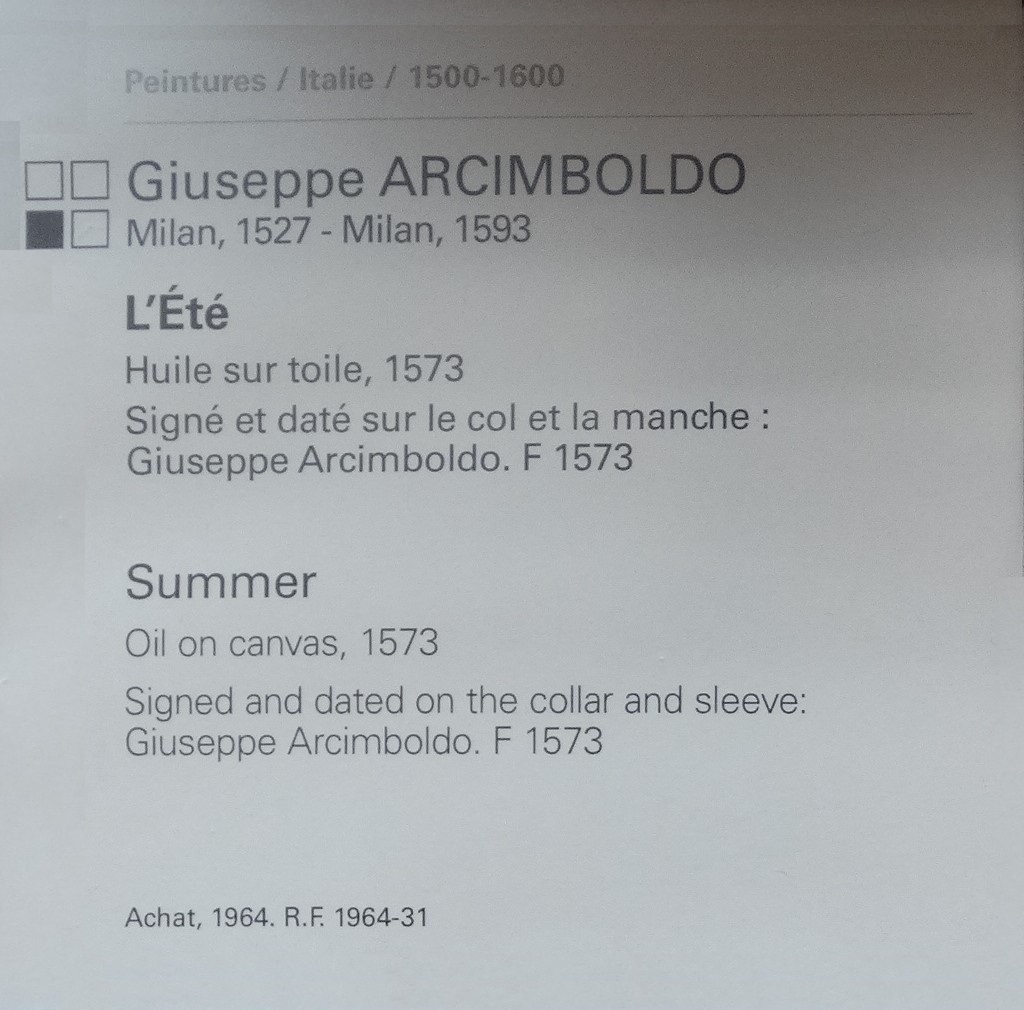 Peintures / Italie / 1500-1600
Giuseppe ARCIMBOLDO
Milan, 1527 - Milan, 1593
L'Été
Huile sur toile, 1573
Signé et daté sur le col et la manche :
Giuseppe Arcimboldo. F 1573
Summer
Oil on canvas, 1573
Signed and dated on the collar and sleeve:
Giuseppe Arcimboldo. F 1573
Achat, 1964. R.F. 1964-31